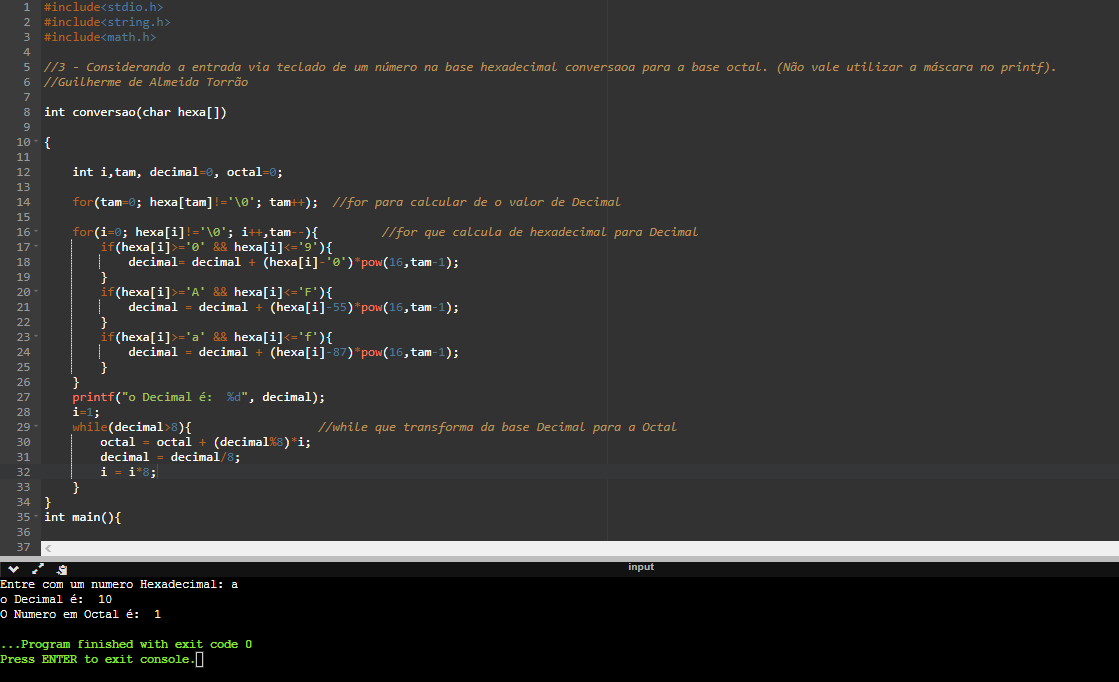 1 #include<stdio.h>
2 #include<string.h>
3 #include<math.h>
4
5 //3 - Considerando a entrada via teclado de um número na base hexadecimal conversaoa para a base octal. (Não vale utilizar a máscara no printf).
6 //Guilherme de Almeida Torrão
7
8 int conversao(char hexa[])
9
10 {
11
12 int i,tam, decimal=0, octal=0;
13
14 for(tam=0; hexa[tam]!='\0'; tam++); //for para calcular de o valor de Decimal
15
16 for(i=0; hexa[i]!='\0'; i++,tam--){ //for que calcula de hexadecimal para Decimal
17 if(hexa[i]>='0' && hexa[i]<='9'){
18 decimal= decimal + (hexa[i]-'0')*pow(16,tam-1);
19 }
20 if(hexa[i]>='A' && hexa[i]<='F'){
21 decimal = decimal + (hexa[i]-55)*pow(16,tam-1);
22 }
23 if(hexa[i]>='a' && hexa[i]<='f'){
24 decimal = decimal + (hexa[i]-87)*pow(16,tam-1);
25 }
26 }
27 printf("o Decimal é:  %d", decimal);
28 i=1;
29 while(decimal>8){ //while que transforma da base Decimal para a Octal
30 octal = octal + (decimal%8)*i;
31 decimal = decimal/8;
32 i = i*8;
33 }
34 }
35 int main(){
36
37
input
Entre com um numero Hexadecimal: a
o Decimal é:  10
O Numero em Octal é:  1
...Program finished with exit code 0
Press ENTER to exit console.